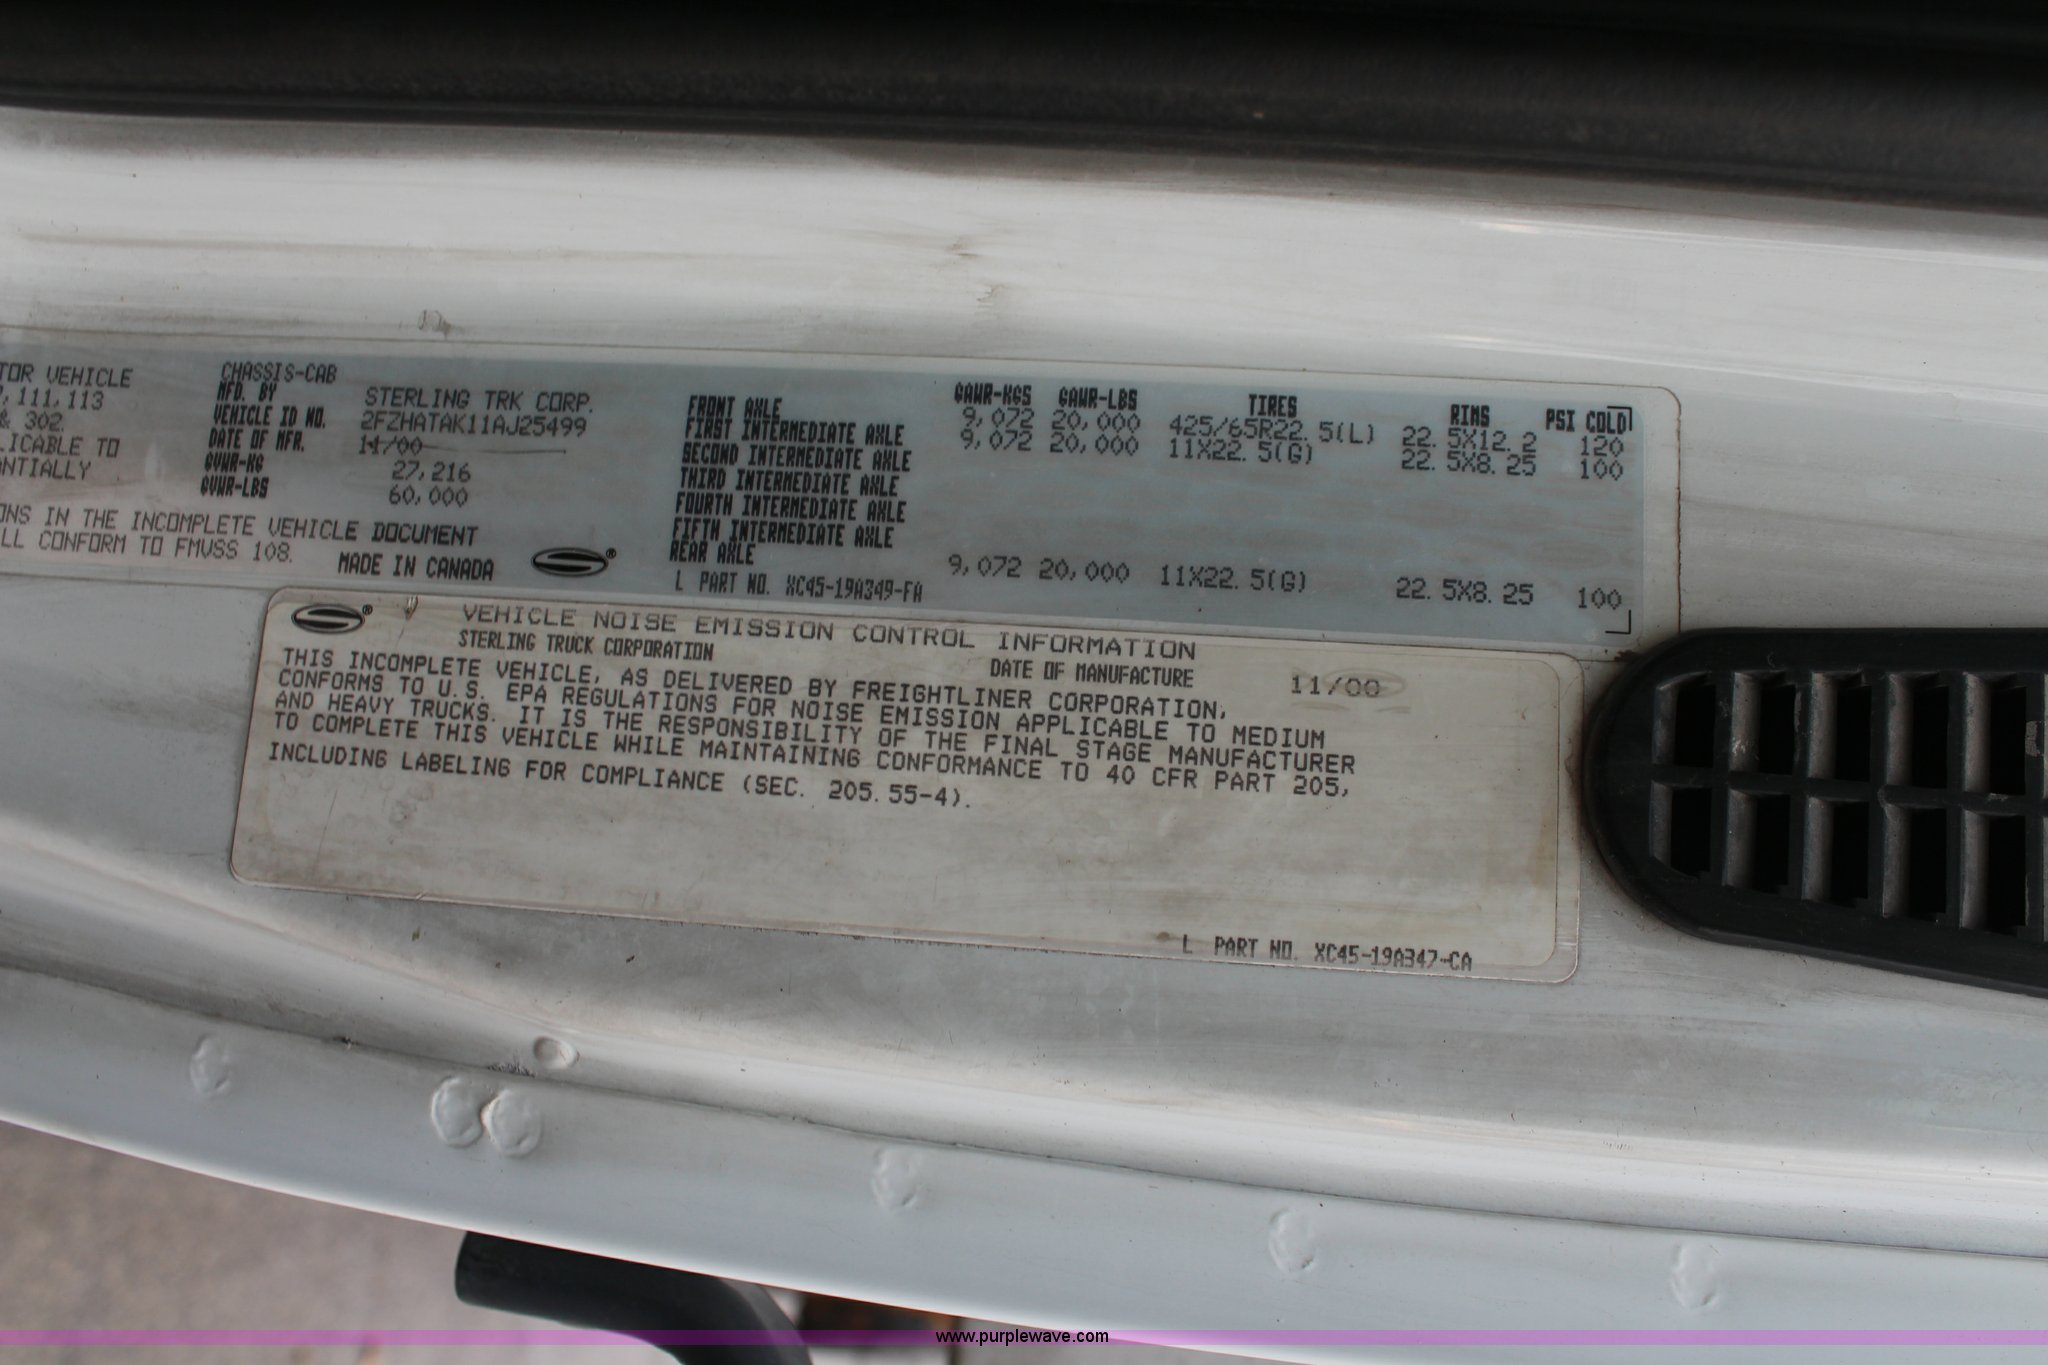 TOR VEHICLE
, 111, 113
& 302.
LICABLE TO
NTIALLY
ONS IN THE INCOMPLETE VEHICLE DOCUMENT
LL CONFORM TO FMVSS 108.
MADE IN CANADA
CHASSIS-CAB
MFD. BY STERLING TRK CORP.
VEHICLE ID NO. 2FZHATAK11AJ25499
DATE OF MFR. 11/00
GVWR-KG 27,216
GVWR-LBS 60,000
GAWR-KGS GAWR-LBS TIRES RIMS PSI COLD
FRONT AXLE 9,072 20,000 425/65R22.5(L) 22.5X12.2 120
FIRST INTERMEDIATE AXLE 9,072 20,000 11X22.5(G) 22.5X8.25 100
SECOND INTERMEDIATE AXLE
THIRD INTERMEDIATE AXLE
FOURTH INTERMEDIATE AXLE
FIFTH INTERMEDIATE AXLE
REAR AXLE 9,072 20,000 11X22.5(G) 22.5X8.25 100
L PART NO. XC45-19A349-FA
VEHICLE NOISE EMISSION CONTROL INFORMATION
STERLING TRUCK CORPORATION DATE OF MANUFACTURE 11/00
THIS INCOMPLETE VEHICLE, AS DELIVERED BY FREIGHTLINER CORPORATION,
CONFORMS TO U.S. EPA REGULATIONS FOR NOISE EMISSION APPLICABLE TO MEDIUM
AND HEAVY TRUCKS. IT IS THE RESPONSIBILITY OF THE FINAL STAGE MANUFACTURER
TO COMPLETE THIS VEHICLE WHILE MAINTAINING CONFORMANCE TO 40 CFR PART 205,
INCLUDING LABELING FOR COMPLIANCE (SEC. 205.55-4).
L PART NO. XC45-19A347-CA
www.purplewave.com